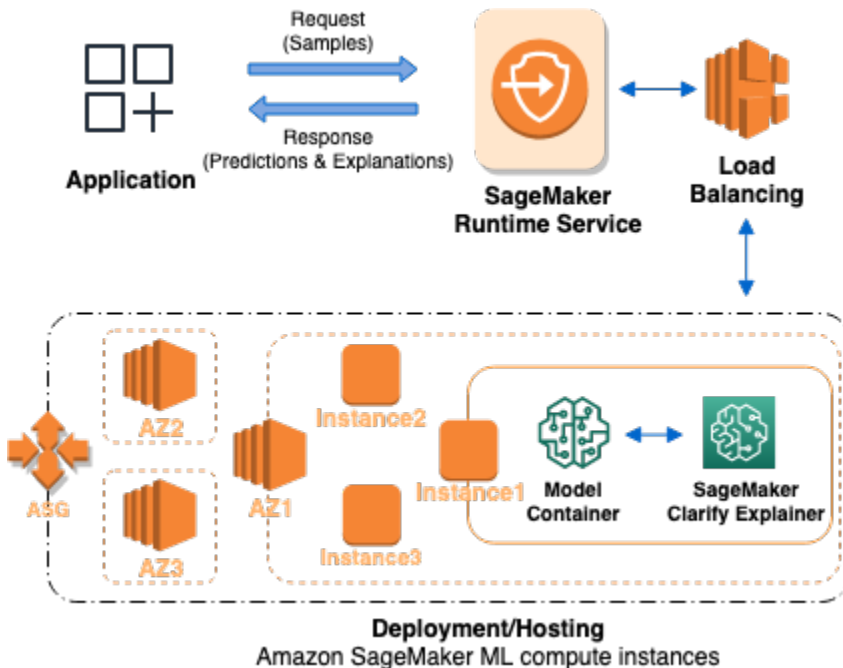 Request
(Samples)
Response
(Predictions & Explanations)
Application
SageMaker
Runtime Service
Load
Balancing
AZ2
Instance2
ASG
AZ1
Instance1
Model
Container
SageMaker
Clarify Explainer
AZ3
Instance3
Deployment/Hosting
Amazon SageMaker ML compute instances